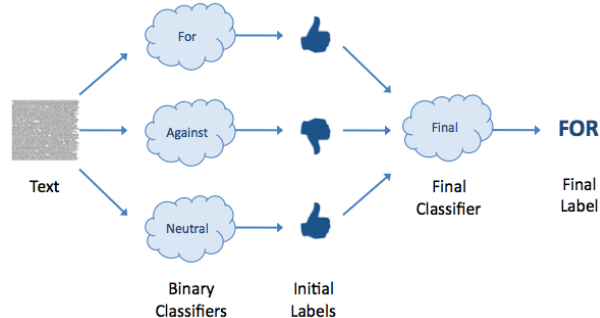 For
Against
Final
FOR
Text
Neutral
Final
Classifier
Final
Label
Binary
Classifiers
Initial
Labels